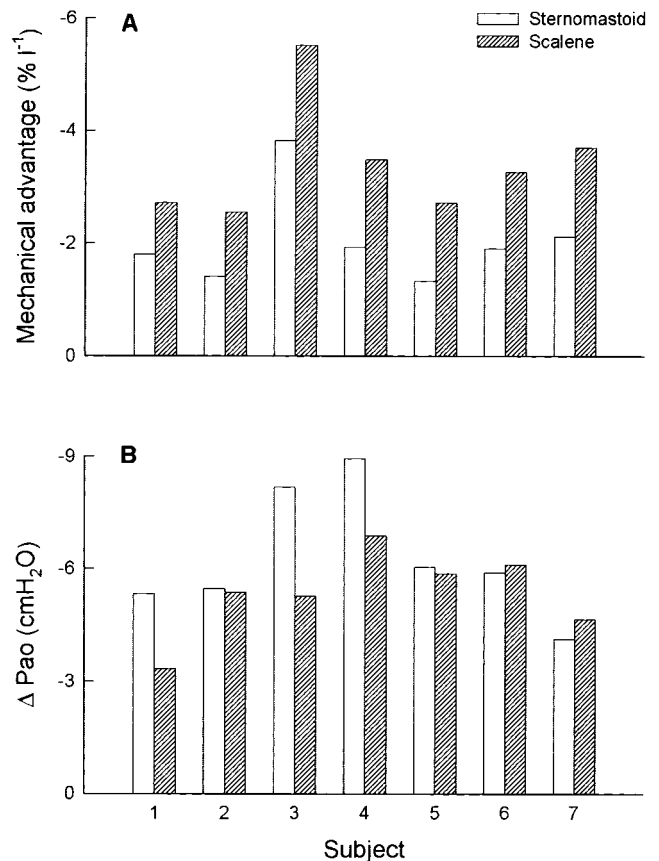 A
Sternomastoid
Scalene
Mechanical advantage (% l⁻¹)
-6
-4
-2
0
B
Δ Pao (cmH₂O)
-9
-6
-3
0
1 2 3 4 5 6 7
Subject